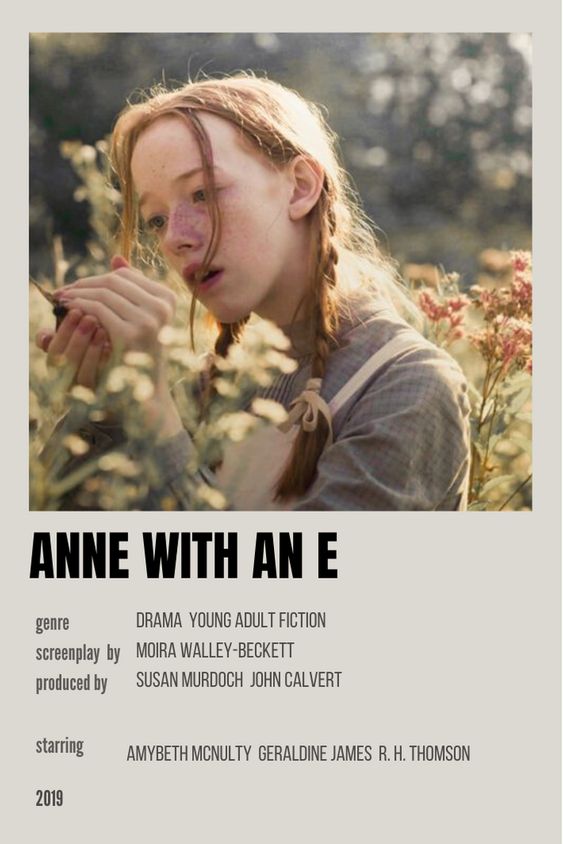 ANNE WITH AN E
genre DRAMA YOUNG ADULT FICTION
screenplay by MOIRA WALLEY-BECKETT
produced by SUSAN MURDOCH JOHN CALVERT
starring AMYBETH MCNULTY GERALDINE JAMES R. H. THOMSON
2019